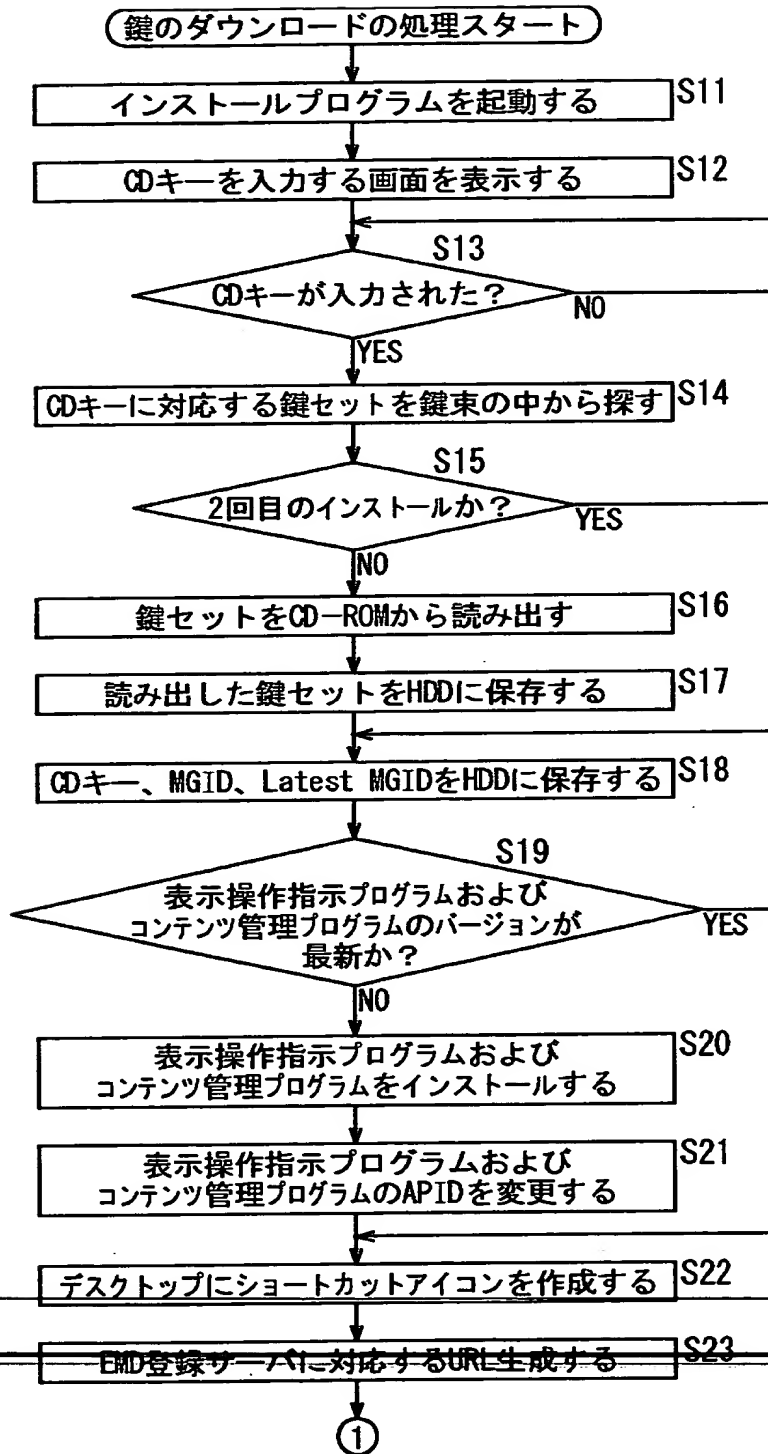 鍵のダウンロードの処理スタート
インストールプログラムを起動する
S11
CDキーを入力する画面を表示する
S12
S13
CDキーが入力された？
NO
YES
CDキーに対応する鍵セットを鍵束の中から探す
S14
S15
2回目のインストールか？
YES
NO
鍵セットをCD-ROMから読み出す
S16
読み出した鍵セットをHDDに保存する
S17
CDキー、MGID、Latest MGIDをHDDに保存する
S18
S19
表示操作指示プログラムおよび
コンテンツ管理プログラムのバージョンが
最新か？
YES
NO
表示操作指示プログラムおよび
コンテンツ管理プログラムをインストールする
S20
表示操作指示プログラムおよび
コンテンツ管理プログラムのAPIDを変更する
S21
デスクトップにショートカットアイコンを作成する
S22
EMD登録サーバに対応するURL生成する
S23
1